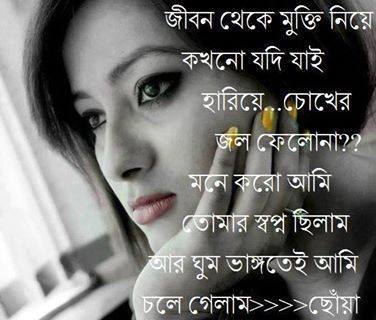 জীবন থেকে মুক্তি নিয়ে
কখনো যদি যাই
হারিয়ে...চোখের
জল ফেলোনা??
মনে করো আমি
তোমার স্বপ্ন ছিলাম
আর ঘুম ভাঙ্গতেই আমি
চলে গেলাম>>>>ছোঁয়া